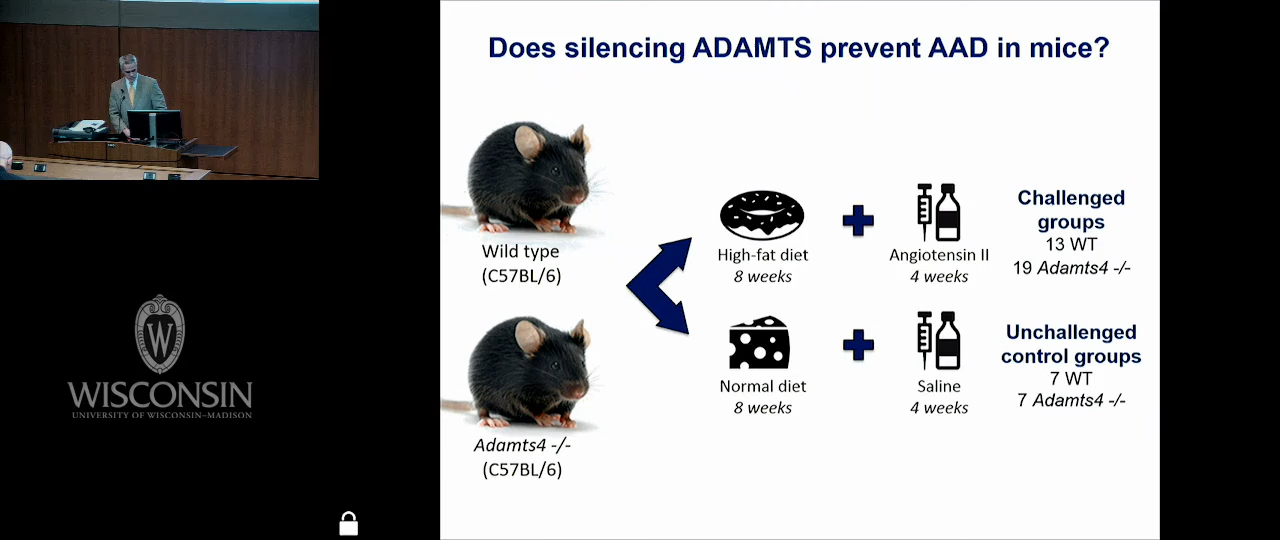 Does silencing ADAMTS prevent AAD in mice?
Wild type
(C57BL/6)
Adamts4 -/-
(C57BL/6)
High-fat diet
8 weeks
Angiotensin II
4 weeks
Challenged
groups
13 WT
19 Adamts4 -/-
Normal diet
8 weeks
Saline
4 weeks
Unchallenged
control groups
7 WT
7 Adamts4 -/-
W
WISCONSIN
UNIVERSITY OF WISCONSIN–MADISON